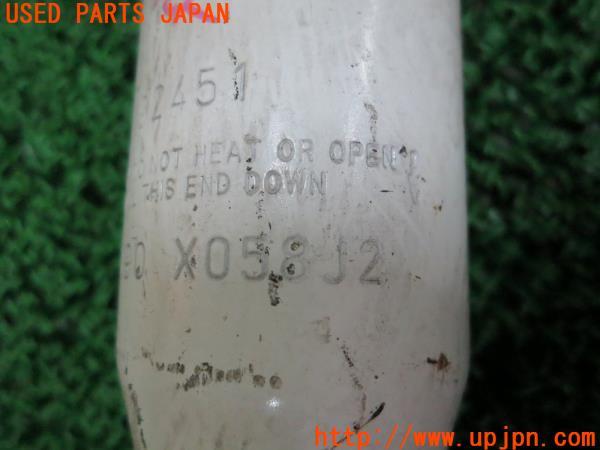 USED PARTS JAPAN
2451
NOT HEAT OR OPEN
THIS END DOWN
X058J2
http://www.upjpn.com/